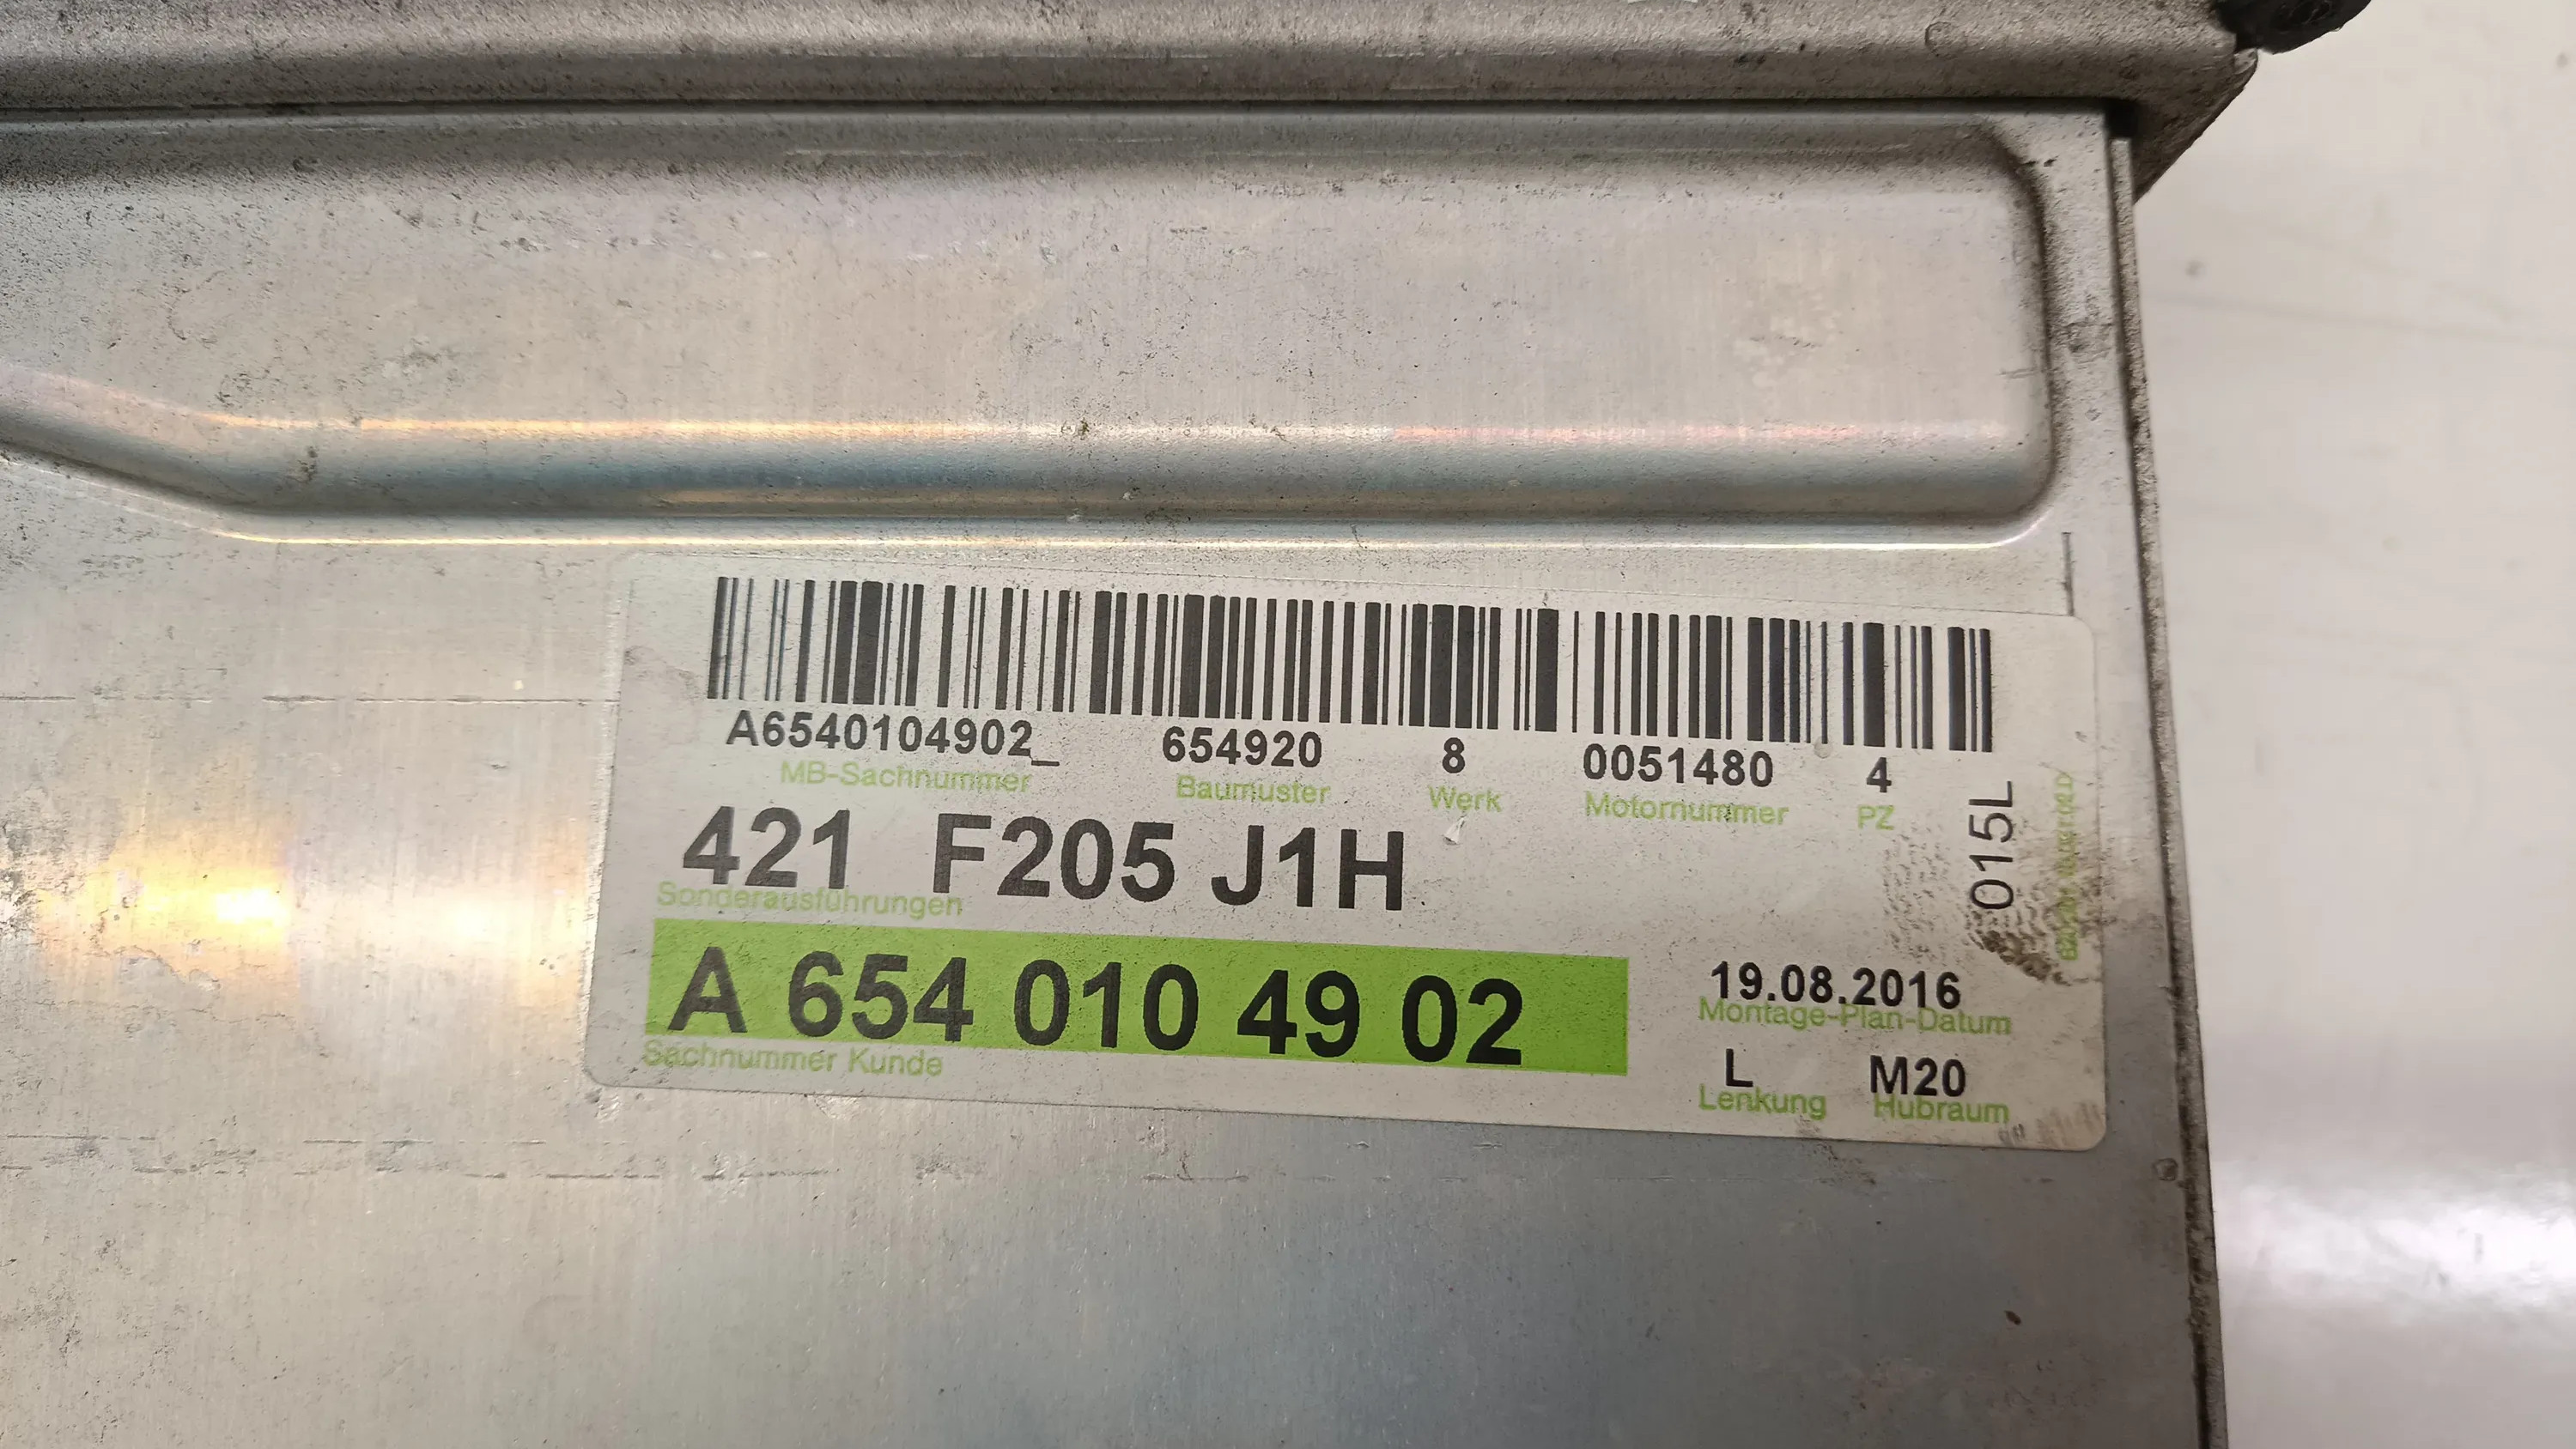 A6540104902_ 654920 8 0051480 4
MB-Sachnummer Baumuster Werk Motornummer PZ
421 F205 J1H
Sonderausführungen
A 654 010 49 02
Sachnummer Kunde
015L
19.08.2016
Montage-Plan-Datum
L M20
Lenkung Hubraum